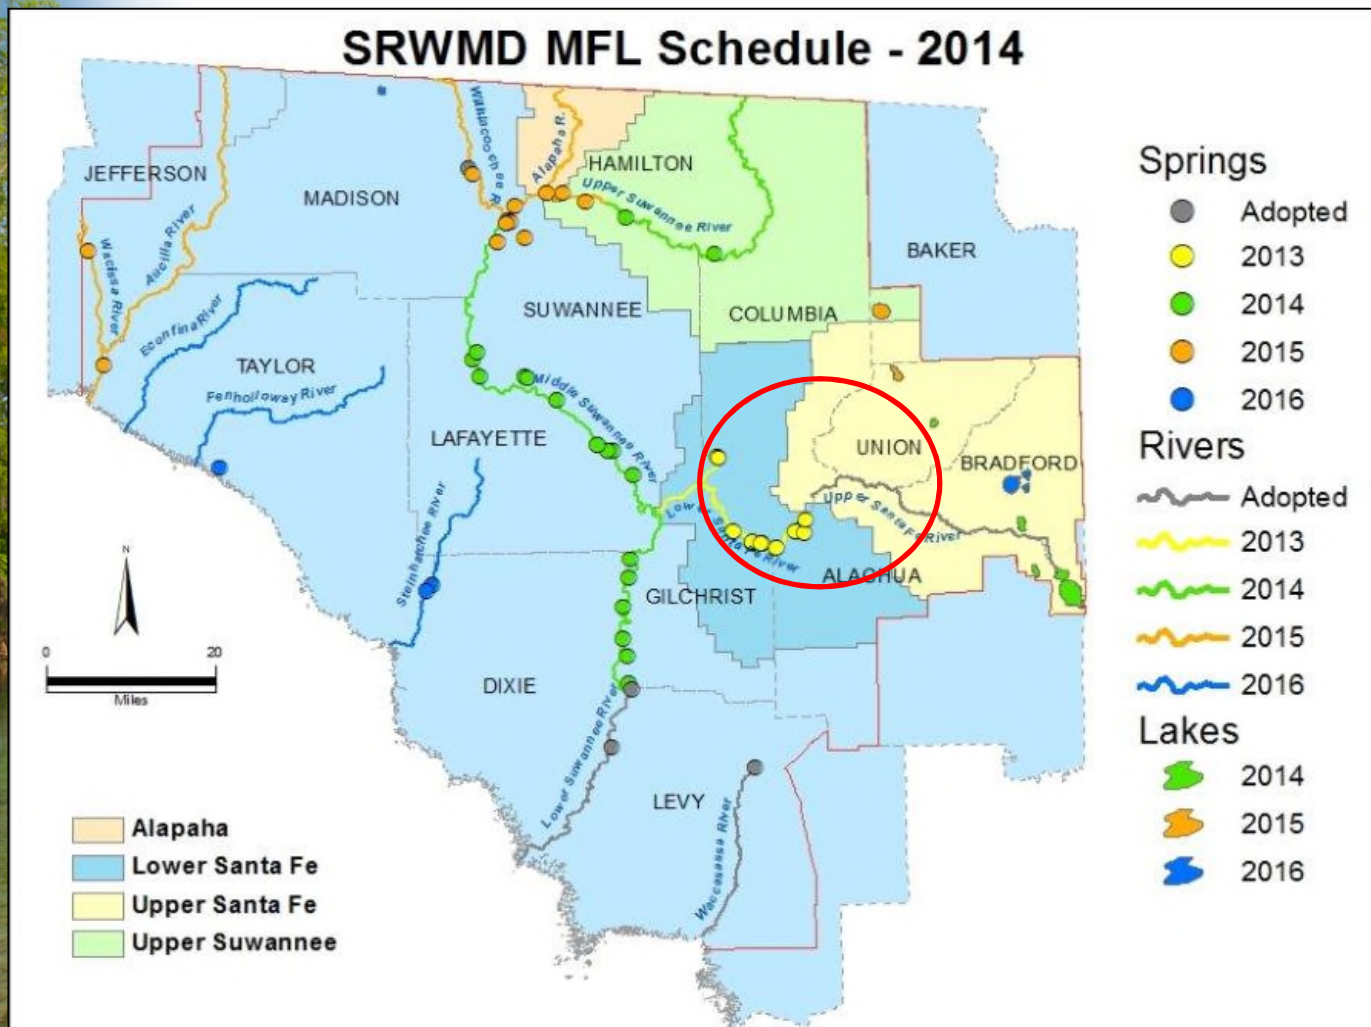 SRWMD MFL Schedule - 2014
JEFFERSON
MADISON
HAMILTON
BAKER
SUWANNEE
COLUMBIA
TAYLOR
LAFAYETTE
UNION
BRADFORD
ALACHUA
GILCHRIST
DIXIE
LEVY
Wacissa River
Aucilla River
Withlacoochee R.
Alapaha R.
Upper Suwannee River
Econfina River
Fenholloway River
Middle Suwannee River
Steinhatchee River
Lower Santa Fe River
Upper Santa Fe River
Lower Suwannee River
Waccasassa River
N
0 20
Miles
Alapaha
Lower Santa Fe
Upper Santa Fe
Upper Suwannee
Springs
Adopted
2013
2014
2015
2016
Rivers
Adopted
2013
2014
2015
2016
Lakes
2014
2015
2016